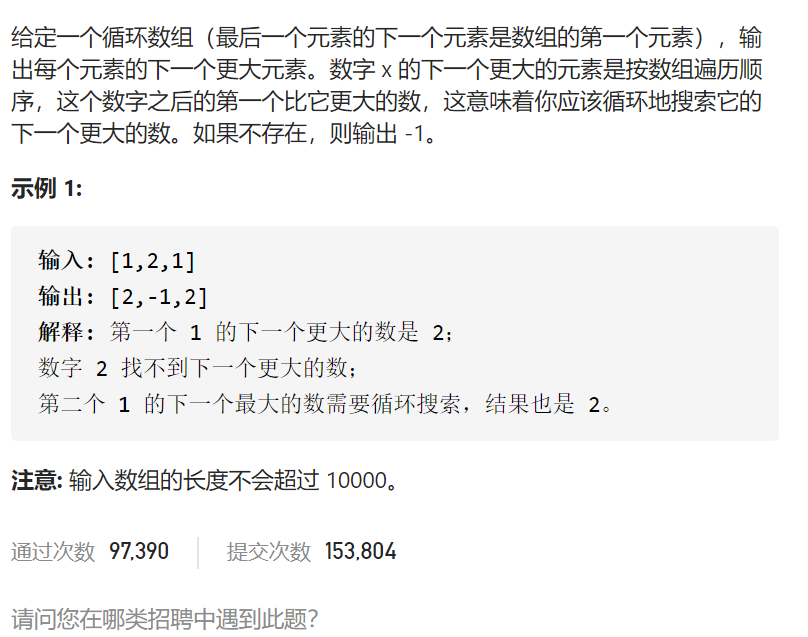 给定一个循环数组（最后一个元素的下一个元素是数组的第一个元素），输
出每个元素的下一个更大元素。数字 x 的下一个更大的元素是按数组遍历顺
序，这个数字之后的第一个比它更大的数，这意味着你应该循环地搜索它的
下一个更大的数。如果不存在，则输出 -1。
示例 1:
输入: [1,2,1]
输出: [2,-1,2]
解释: 第一个 1 的下一个更大的数是 2；
数字 2 找不到下一个更大的数；
第二个 1 的下一个最大的数需要循环搜索，结果也是 2。
注意: 输入数组的长度不会超过 10000。
通过次数 97,390 提交次数 153,804
请问您在哪类招聘中遇到此题？